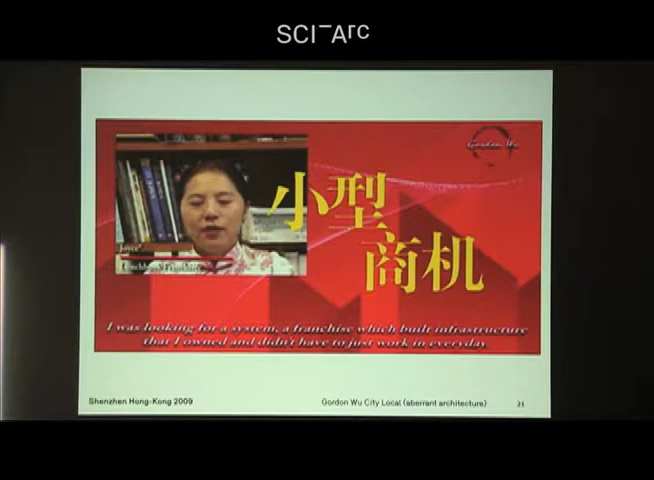 SCI-Arc
Gordon Wu
小型
商机
Joyce
I was looking for a system, a franchise which built infrastructure
that I owned and didn't have to just work in everyday.
Shenzhen Hong-Kong 2009
Gordon Wu City Local (aberrant architecture)
21